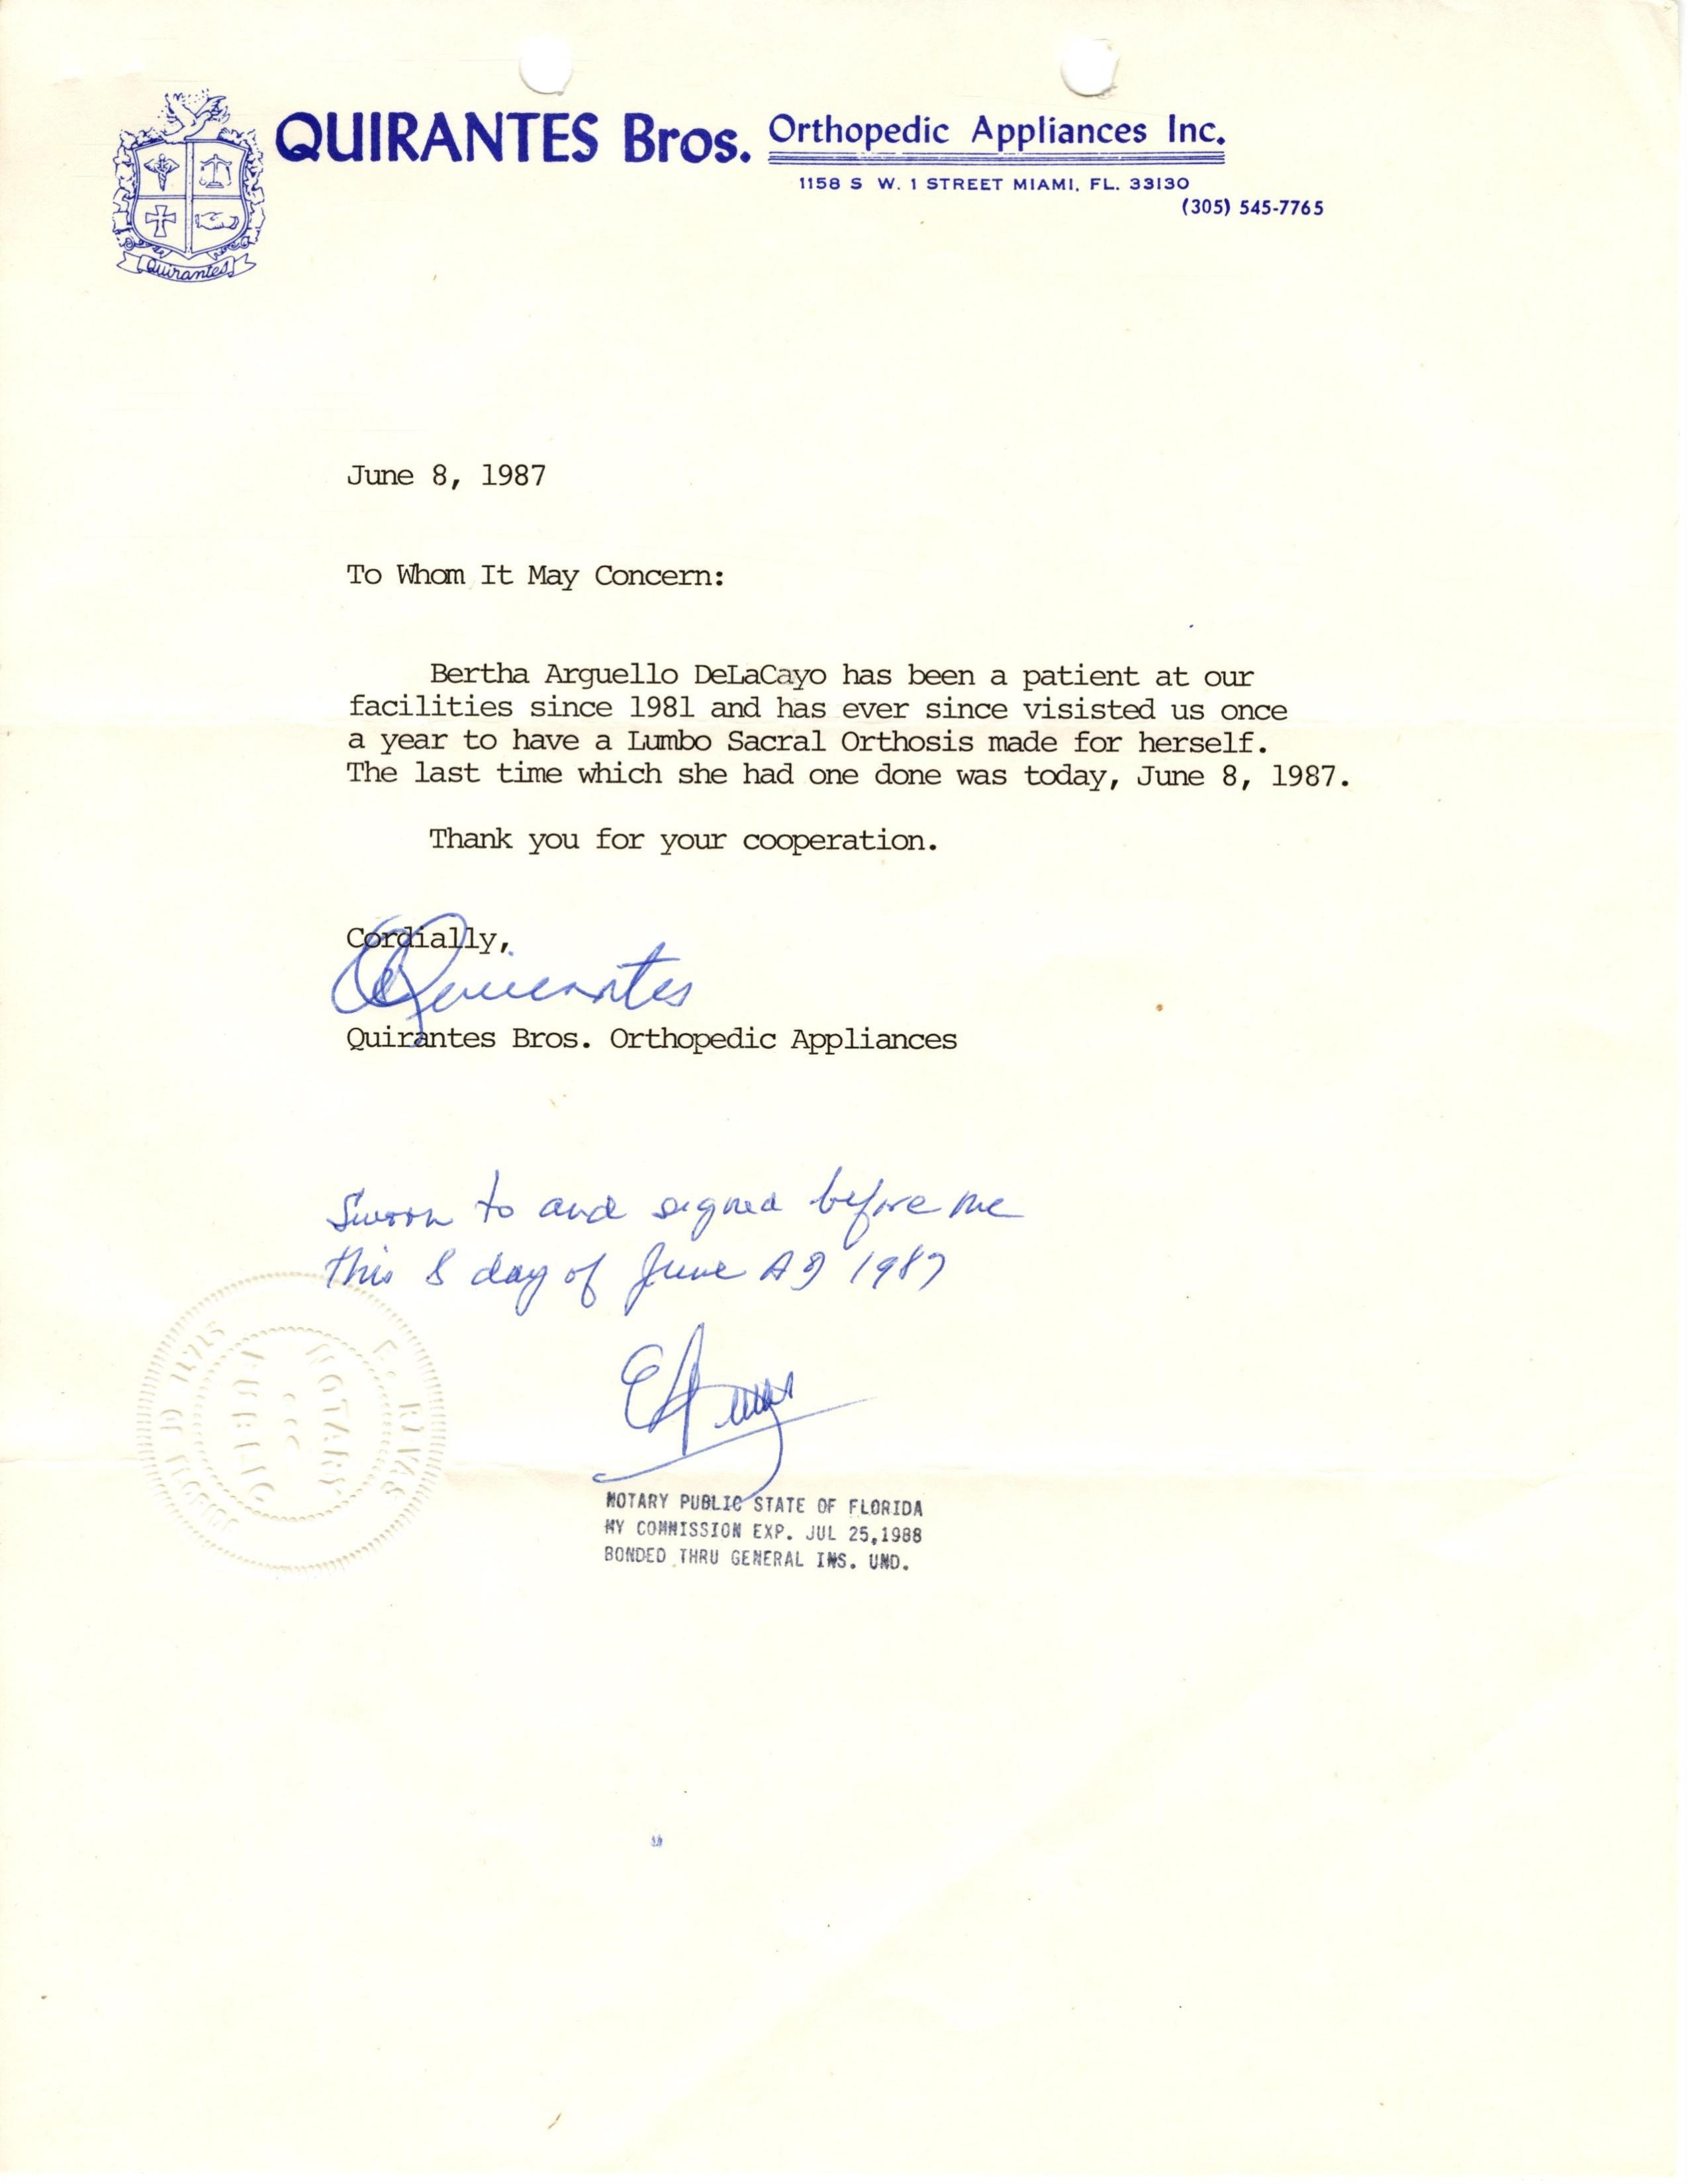 QUIRANTES Bros. Orthopedic Appliances Inc.
1158 S W. 1 STREET MIAMI, FL. 33130
(305) 545-7765
Quirantes
June 8, 1987
To Whom It May Concern:
Bertha Arguello DeLaCayo has been a patient at our
facilities since 1981 and has ever since visisted us once
a year to have a Lumbo Sacral Orthosis made for herself.
The last time which she had one done was today, June 8, 1987.
Thank you for your cooperation.
Cordially,
Quirantes
Quirantes Bros. Orthopedic Appliances
Sworn to and signed before me
this 8 day of June AD 1987
NOTARY
PUBLIC
NOTARY PUBLIC STATE OF FLORIDA
MY COMMISSION EXP. JUL 25,1988
BONDED THRU GENERAL INS. UND.